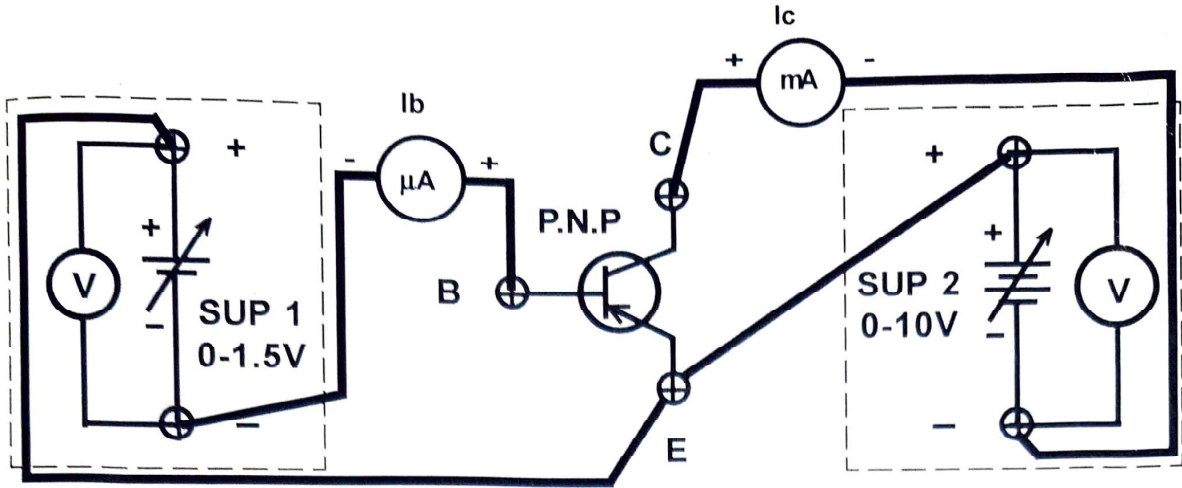 Ic
+
mA
-
Ib
-
μA
+
C
P.N.P
B
E
+
+
V
-
SUP 1
0-1.5V
-
+
+
SUP 2
0-10V
-
V
-